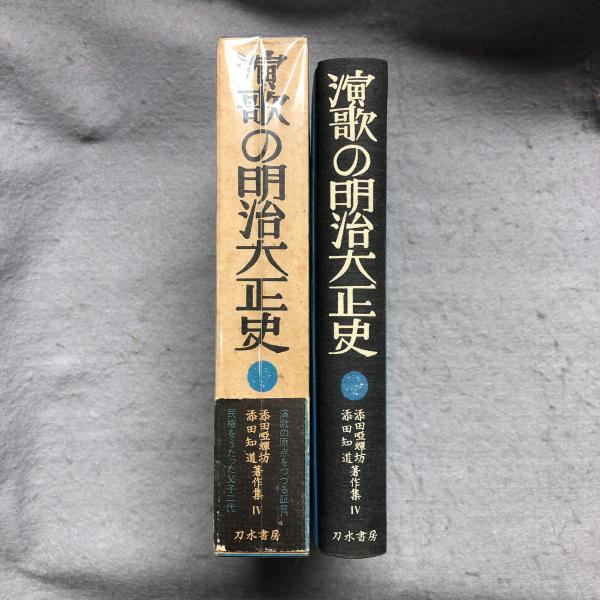 演歌の明治大正史
演歌の原点をつづる証言
添田啞蟬坊
添田知道
著作集 Ⅳ
民権をうたった父子二代
刀水書房
演歌の明治大正史
添田啞蟬坊
添田知道
著作集 Ⅳ
刀水書房